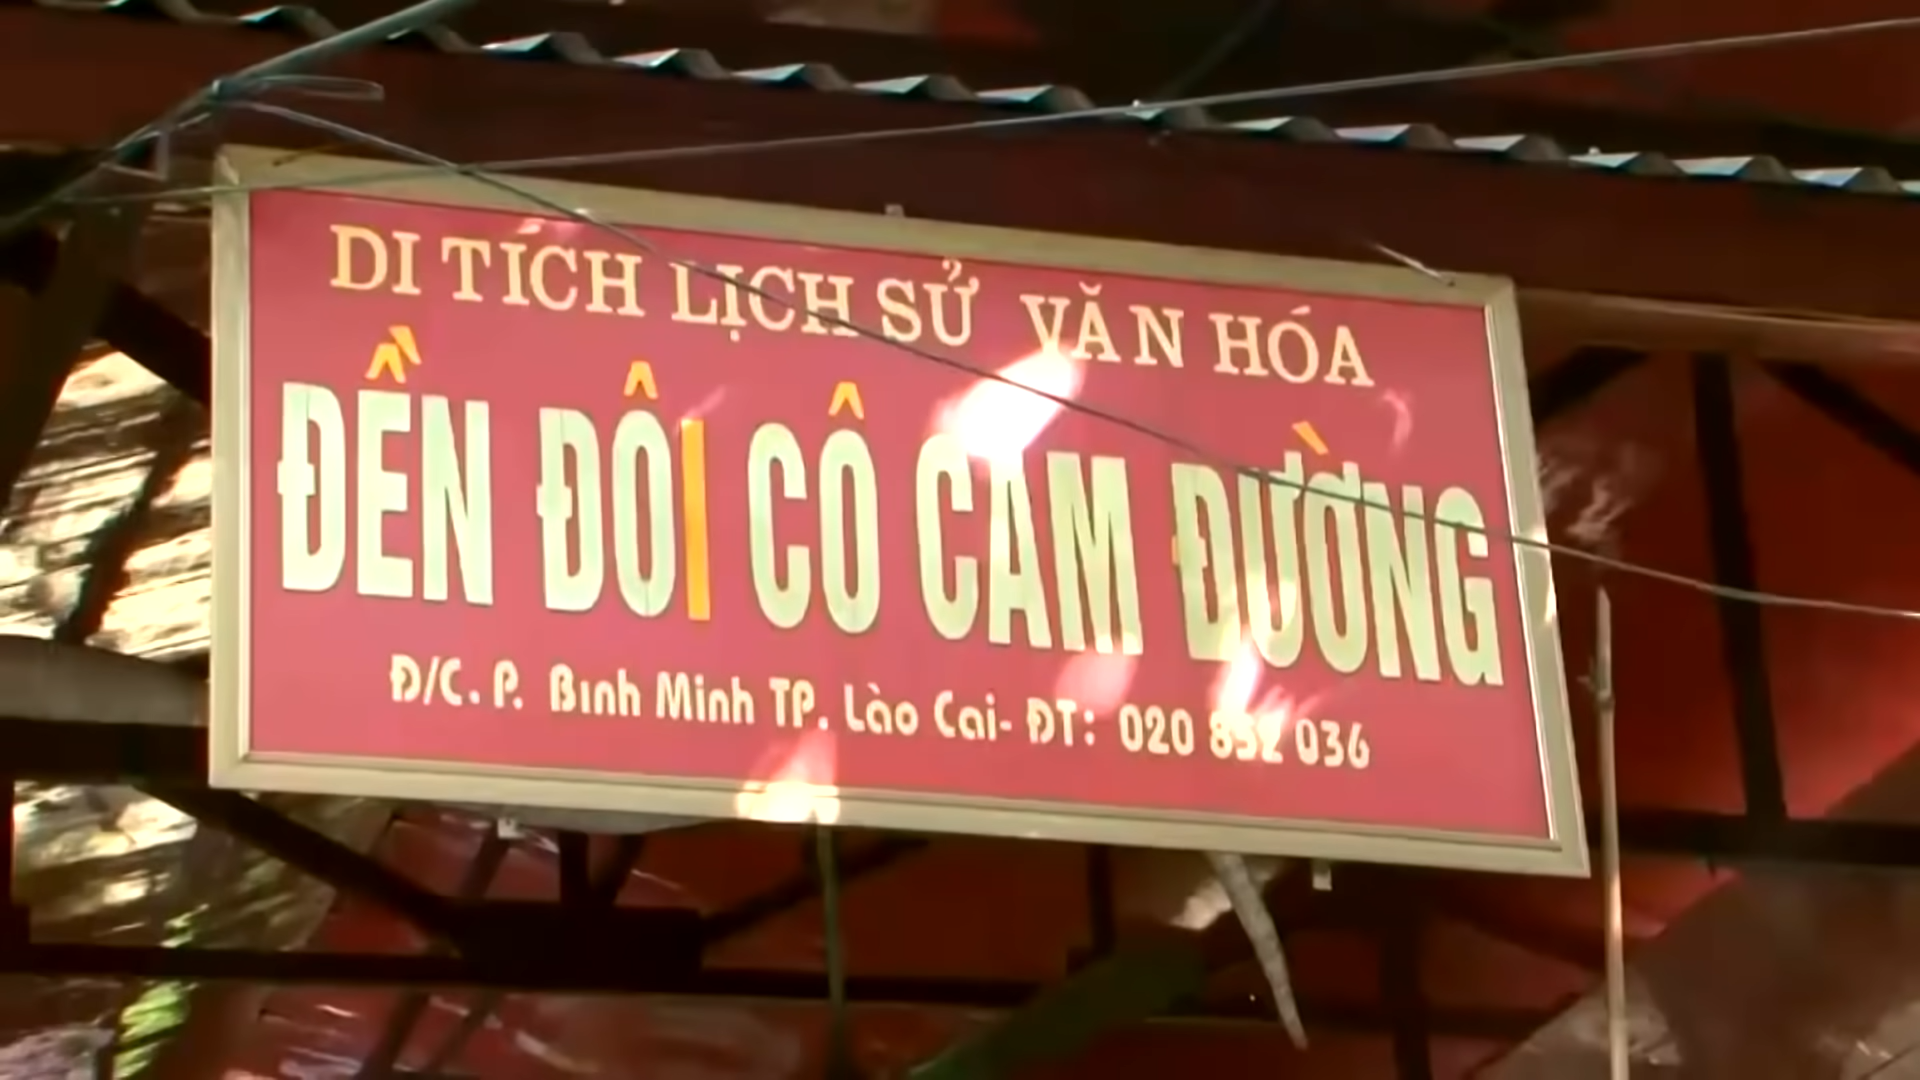 DI TÍCH LỊCH SỬ VĂN HÓA
ĐỀN ĐÔI CÔ CAM ĐƯỜNG
Đ/C. P. Bình Minh TP. Lào Cai- ĐT: 020 852 036